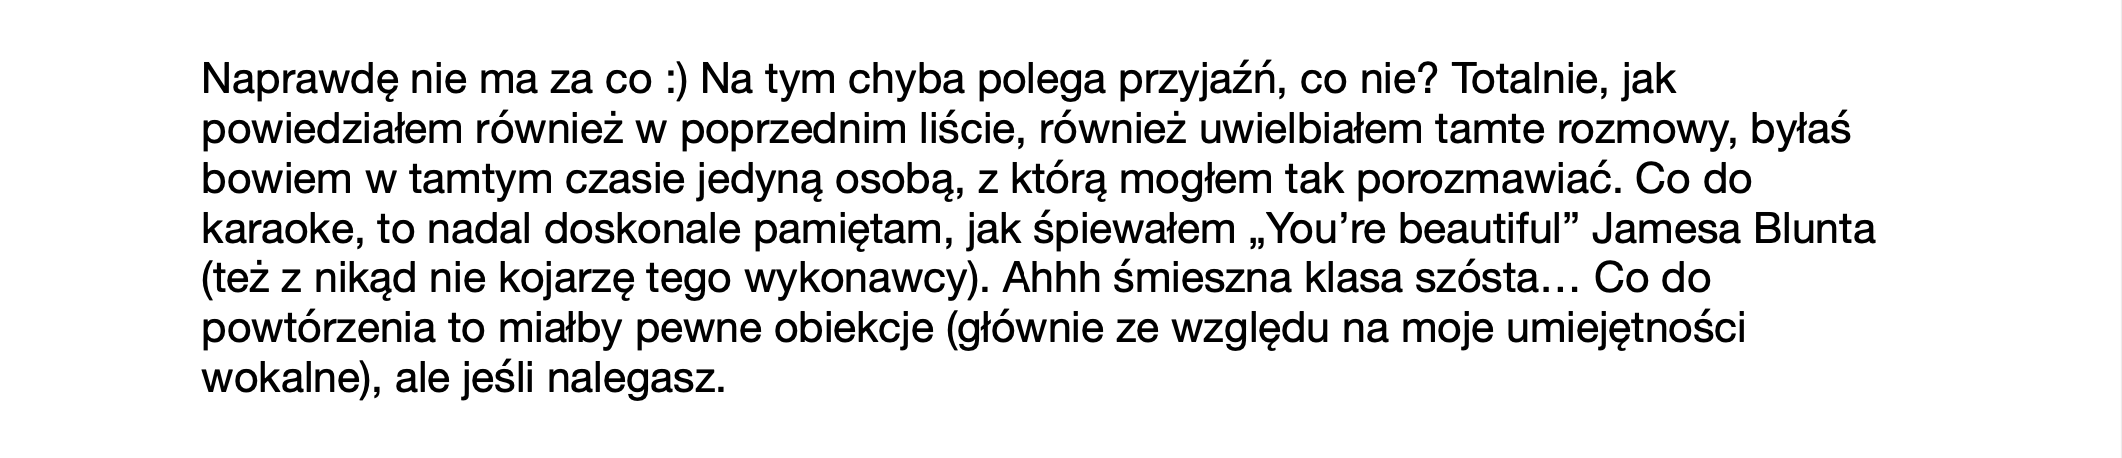 Naprawdę nie ma za co :) Na tym chyba polega przyjaźń, co nie? Totalnie, jak
powiedziałem również w poprzednim liście, również uwielbiałem tamte rozmowy, byłaś
bowiem w tamtym czasie jedyną osobą, z którą mogłem tak porozmawiać. Co do
karaoke, to nadal doskonale pamiętam, jak śpiewałem „You’re beautiful” Jamesa Blunta
(też z nikąd nie kojarzę tego wykonawcy). Ahhh śmieszna klasa szósta… Co do
powtórzenia to miałby pewne obiekcje (głównie ze względu na moje umiejętności
wokalne), ale jeśli nalegasz.